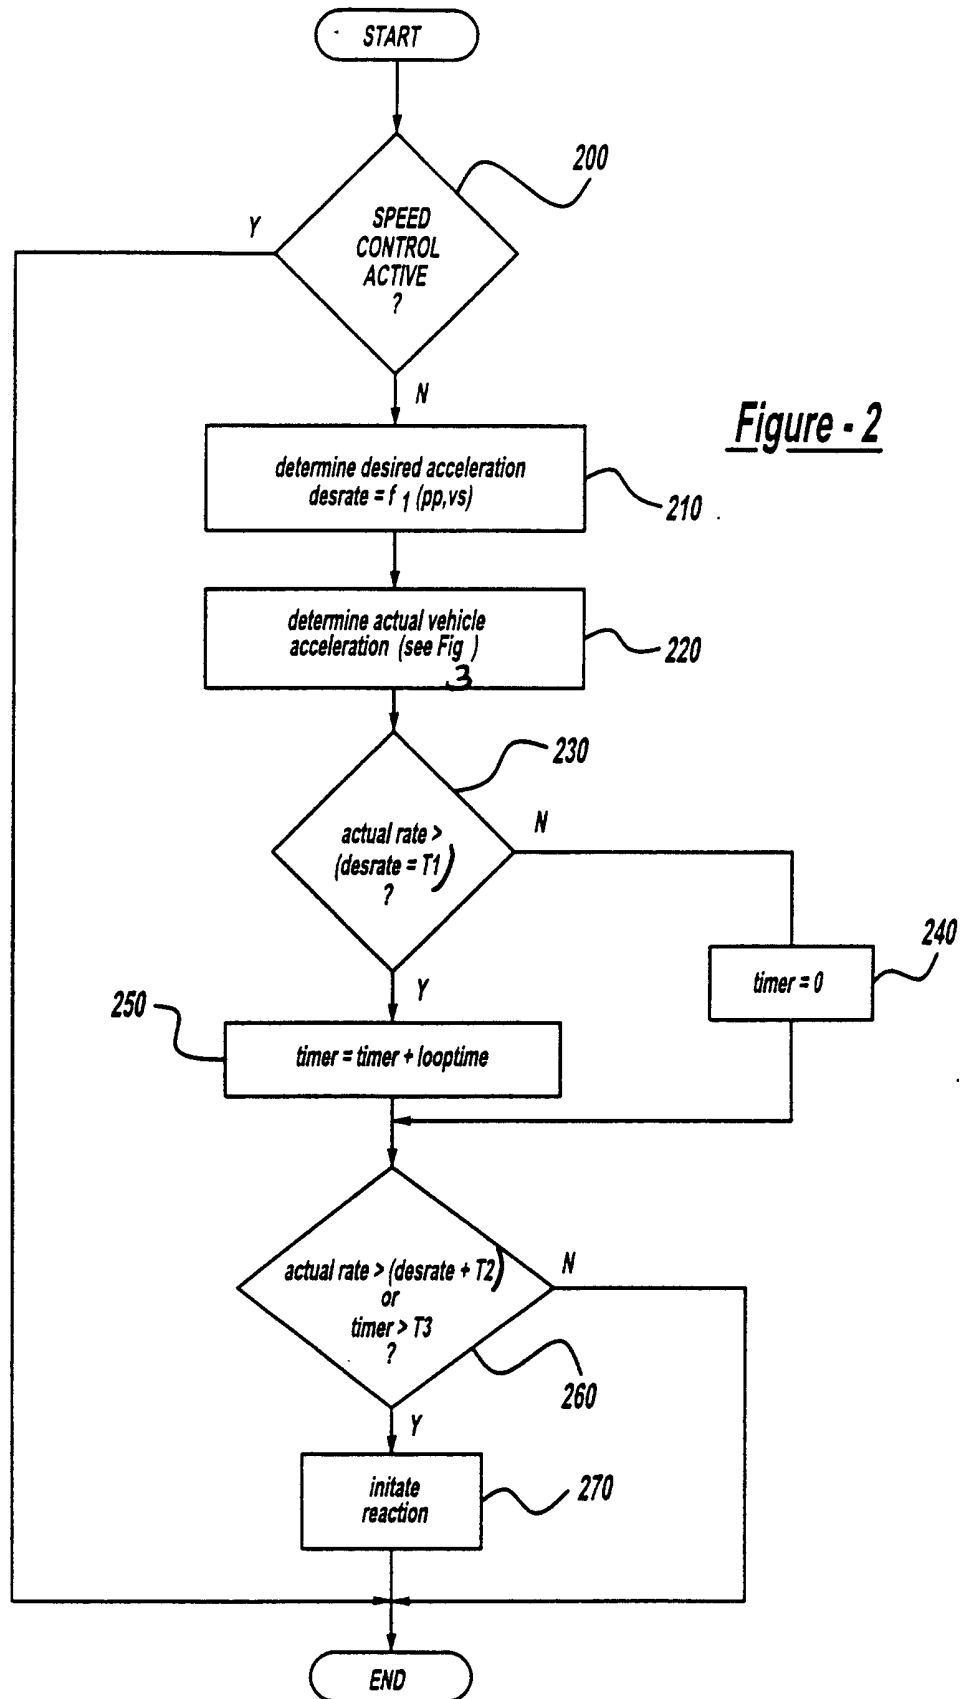 START
200
Y
SPEED
CONTROL
ACTIVE
?
N
Figure - 2
determine desired acceleration
desrate = f 1 (pp,vs)
210
determine actual vehicle
acceleration (see Fig )
3
220
230
actual rate >
(desrate = T1)
?
N
240
timer = 0
Y
250
timer = timer + looptime
actual rate > (desrate + T2)
or
timer > T3
?
N
260
Y
initate
reaction
270
END